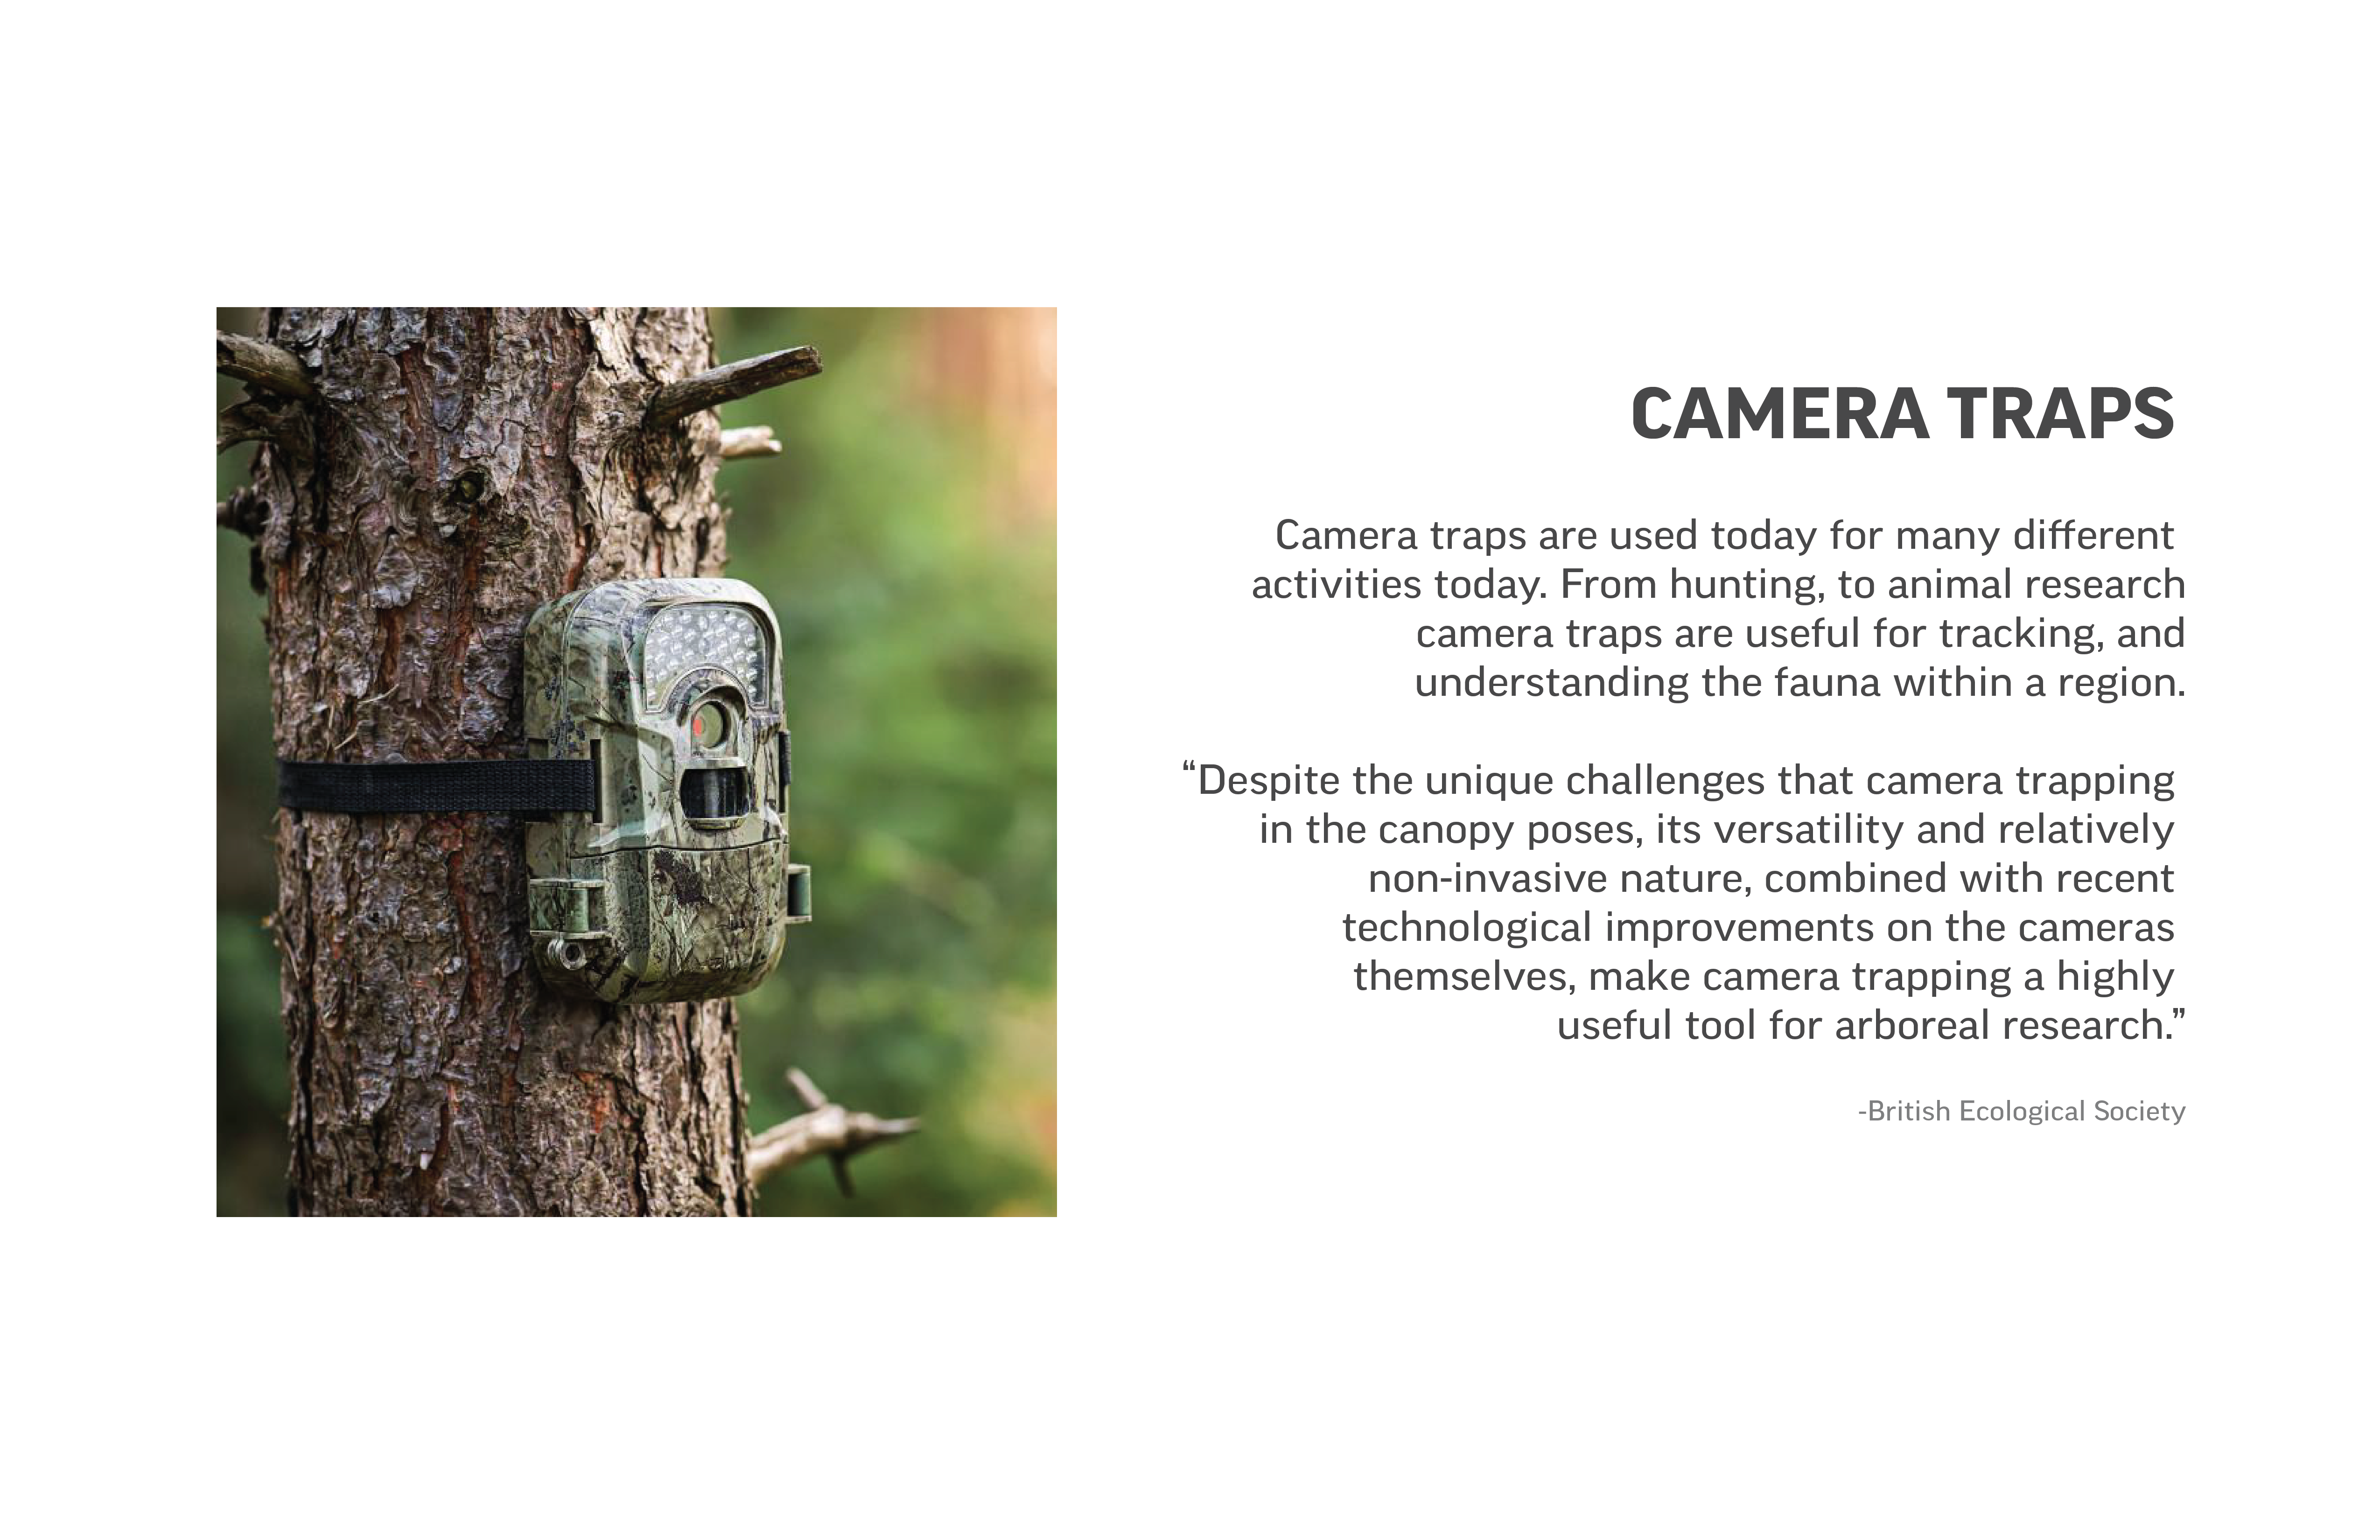 CAMERA TRAPS
Camera traps are used today for many different
activities today. From hunting, to animal research
camera traps are useful for tracking, and
understanding the fauna within a region.
“Despite the unique challenges that camera trapping
in the canopy poses, its versatility and relatively
non-invasive nature, combined with recent
technological improvements on the cameras
themselves, make camera trapping a highly
useful tool for arboreal research.”
-British Ecological Society